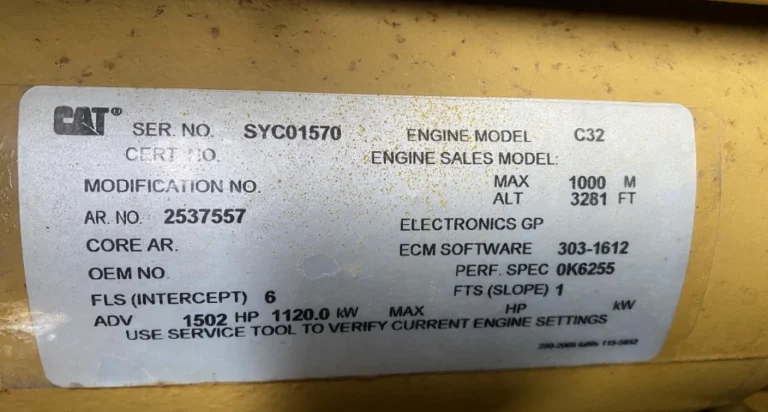 CAT® SER. NO. SYC01570 ENGINE MODEL C32
CERT NO. ENGINE SALES MODEL:
MODIFICATION NO. MAX 1000 M
ALT 3281 FT
AR. NO. 2537557 ELECTRONICS GP
CORE AR. ECM SOFTWARE 303-1612
OEM NO. PERF. SPEC 0K6255
FLS (INTERCEPT) 6 FTS (SLOPE) 1
ADV 1502 HP 1120.0 kW MAX HP kW
USE SERVICE TOOL TO VERIFY CURRENT ENGINE SETTINGS